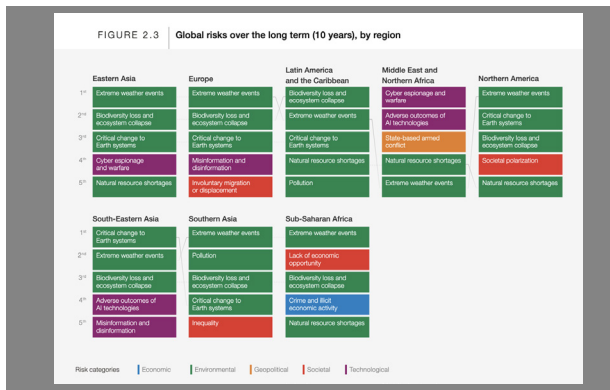 FIGURE 2.3
Global risks over the long term (10 years), by region
Eastern Asia
Europe
Latin America
and the Caribbean
Middle East and
Northern Africa
Northern America
1st
Extreme weather events
Extreme weather events
Biodiversity loss and
ecosystem collapse
Cyber espionage and
warfare
Extreme weather events
2nd
Biodiversity loss and
ecosystem collapse
Biodiversity loss and
ecosystem collapse
Extreme weather events
Adverse outcomes of
AI technologies
Critical change to
Earth systems
3rd
Critical change to
Earth systems
Critical change to
Earth systems
Critical change to
Earth systems
State-based armed
conflict
Biodiversity loss and
ecosystem collapse
4th
Cyber espionage
and warfare
Misinformation and
disinformation
Natural resource shortages
Natural resource shortages
Societal polarization
5th
Natural resource shortages
Involuntary migration
or displacement
Pollution
Extreme weather events
Natural resource shortages
South-Eastern Asia
Southern Asia
Sub-Saharan Africa
1st
Critical change to
Earth systems
Extreme weather events
Extreme weather events
2nd
Extreme weather events
Pollution
Lack of economic
opportunity
3rd
Biodiversity loss and
ecosystem collapse
Biodiversity loss and
ecosystem collapse
Biodiversity loss and
ecosystem collapse
4th
Adverse outcomes of
AI technologies
Critical change to
Earth systems
Crime and illicit
economic activity
5th
Misinformation and
disinformation
Inequality
Natural resource shortages
Risk categories
Economic
Environmental
Geopolitical
Societal
Technological